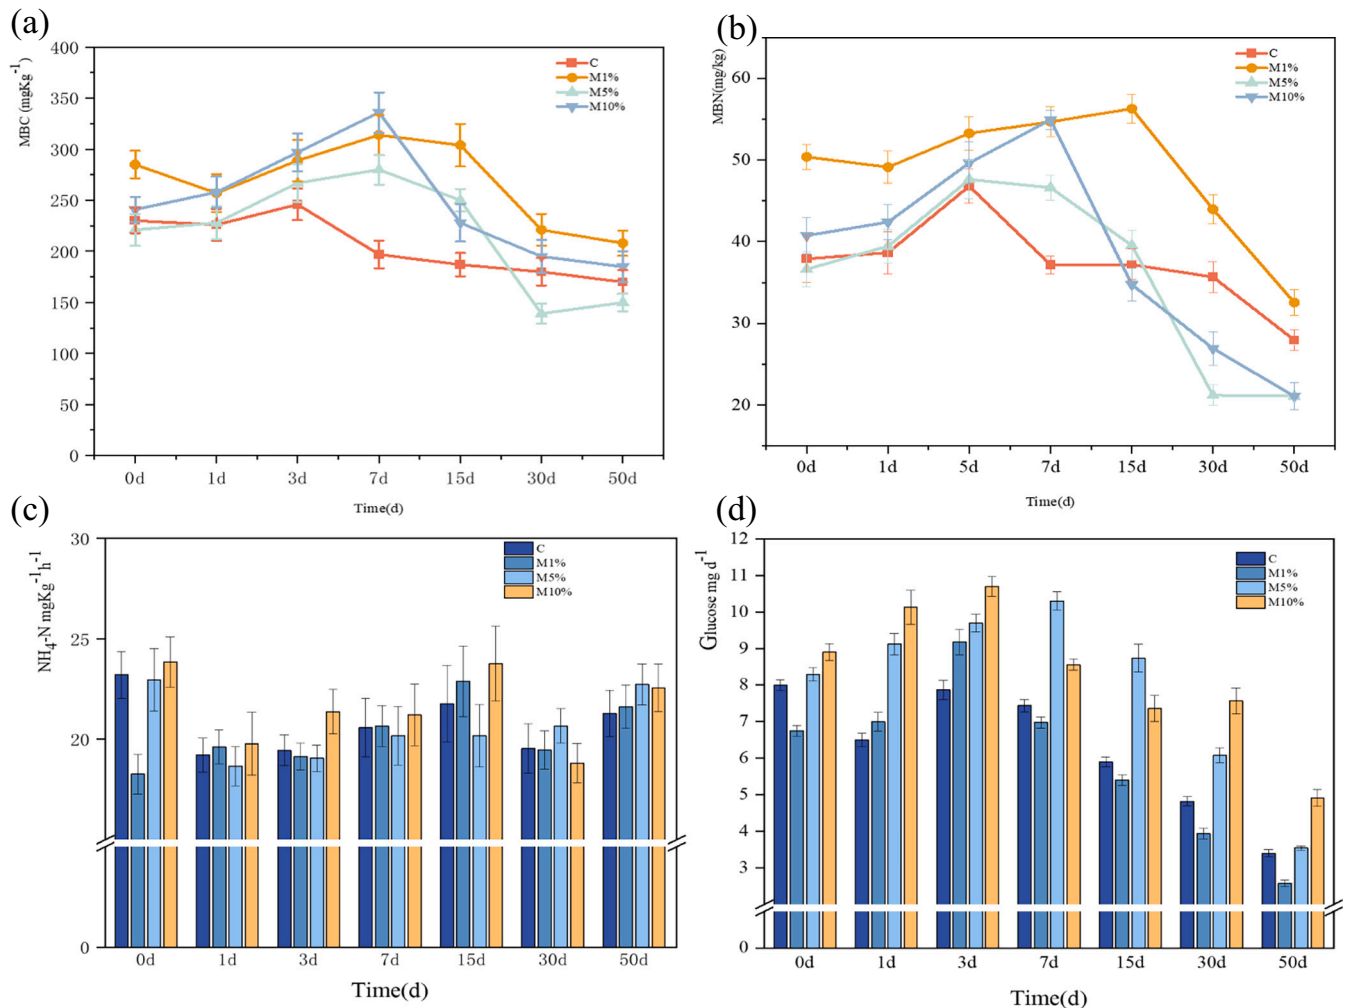 (a)
MBC (mgKg-1)
400
350
300
250
200
150
100
50
0
C
M1%
M5%
M10%
0d 1d 3d 7d 15d 30d 50d
Time(d)
(b)
MBN(mg/kg)
60
50
40
30
20
C
M1%
M5%
M10%
0d 1d 5d 7d 15d 30d 50d
Time(d)
(c)
NH4-N mgKg-1h-1
30
25
20
0
C
M1%
M5%
M10%
0d 1d 3d 7d 15d 30d 50d
Time(d)
(d)
Glucose mg d-1
12
11
10
9
8
7
6
5
4
3
0
C
M1%
M5%
M10%
0d 1d 3d 7d 15d 30d 50d
Time(d)